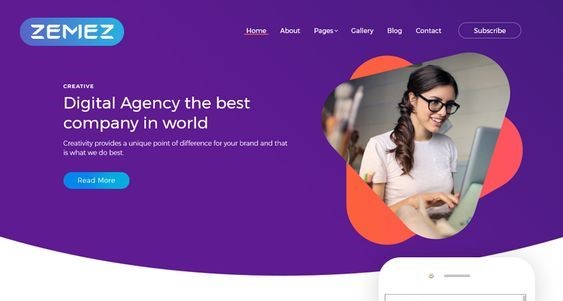 ZEMEZ
Home About Pages Gallery Blog Contact Subscribe
CREATIVE
Digital Agency the best
company in world
Creativity provides a unique point of difference for your brand and that
is what we do best.
Read More